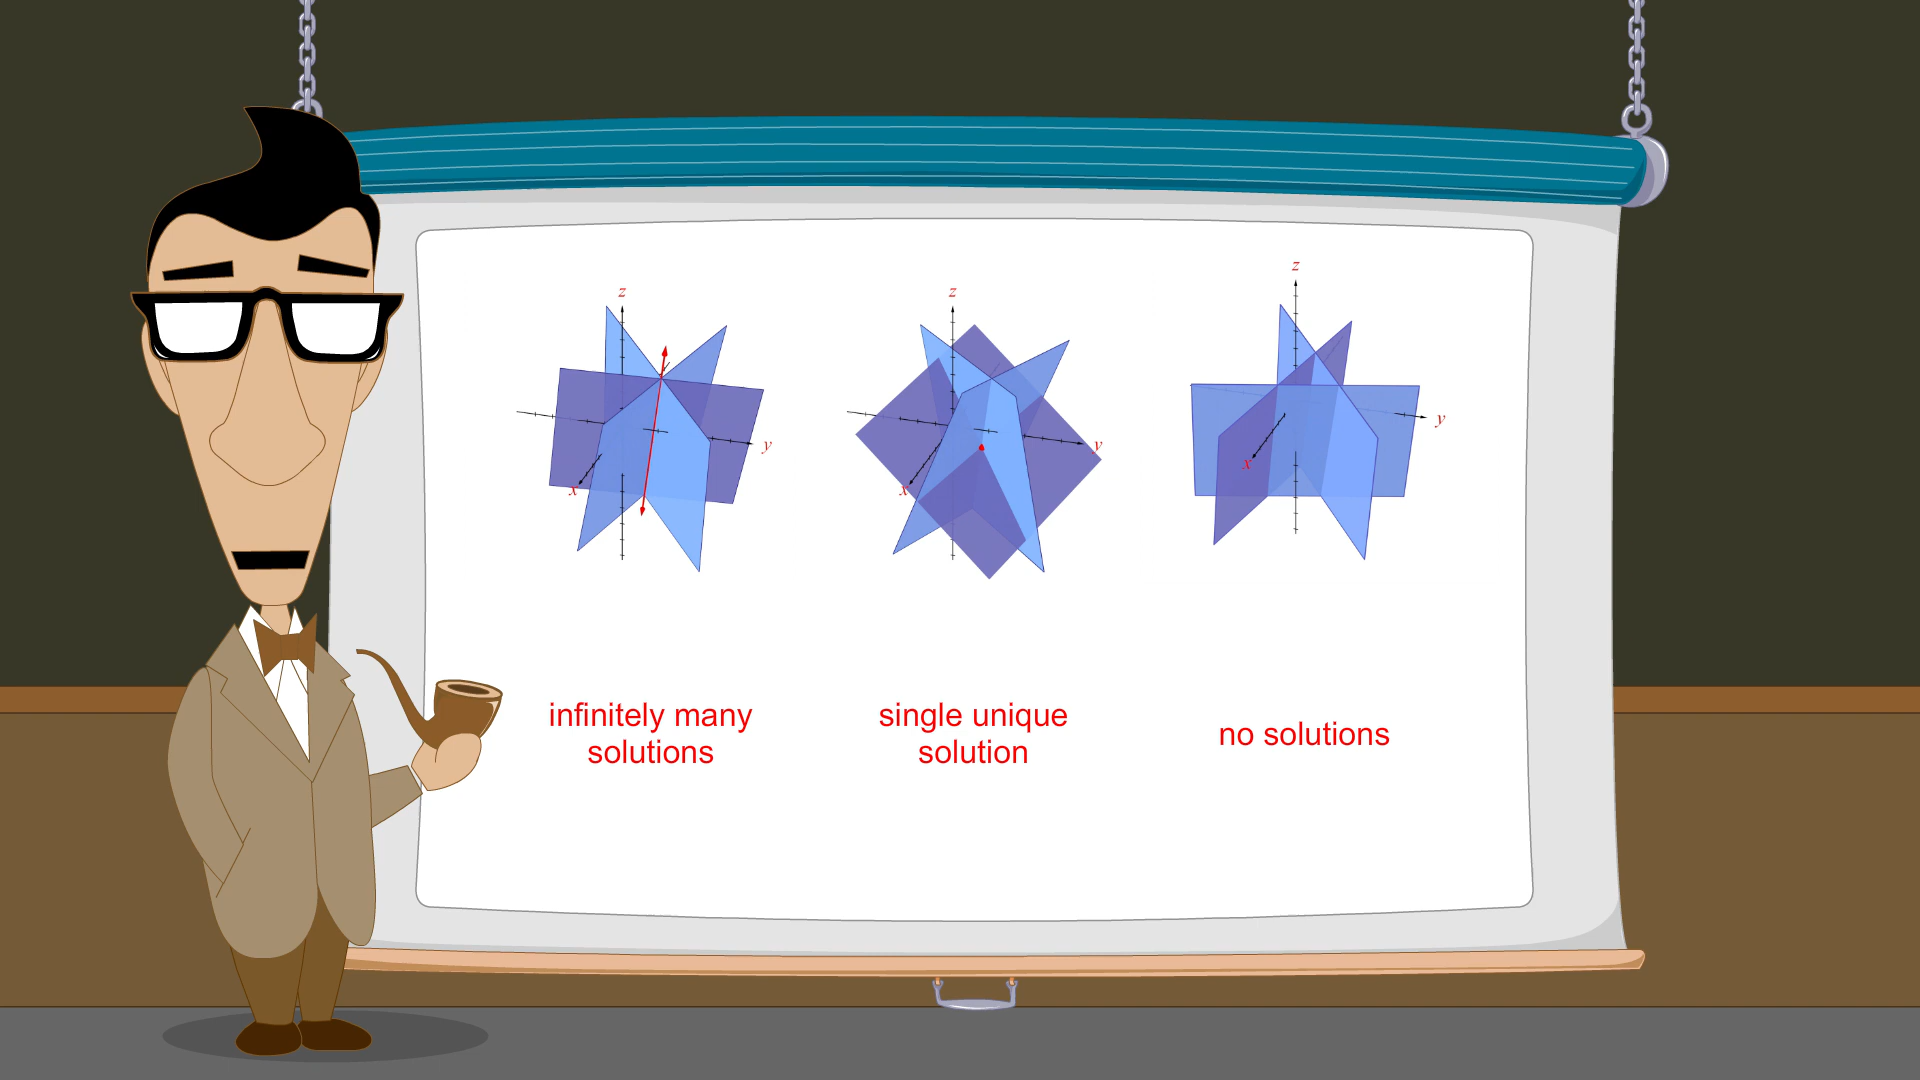 z
y
x
z
y
x
z
y
x
infinitely many
solutions
single unique
solution
no solutions